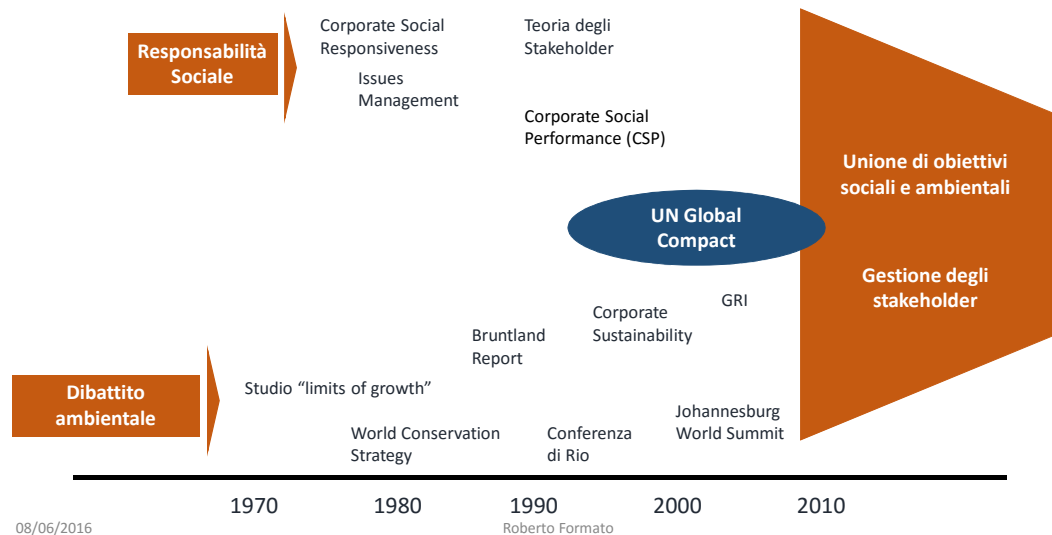 Responsabilità
Sociale
Corporate Social
Responsiveness
Issues
Management
Teoria degli
Stakeholder
Corporate Social
Performance (CSP)
Unione di obiettivi
sociali e ambientali
UN Global
Compact
Gestione degli
stakeholder
GRI
Corporate
Sustainability
Bruntland
Report
Dibattito
ambientale
Studio “limits of growth”
World Conservation
Strategy
Conferenza
di Rio
Johannesburg
World Summit
1970
1980
1990
2000
2010
08/06/2016
Roberto Formato